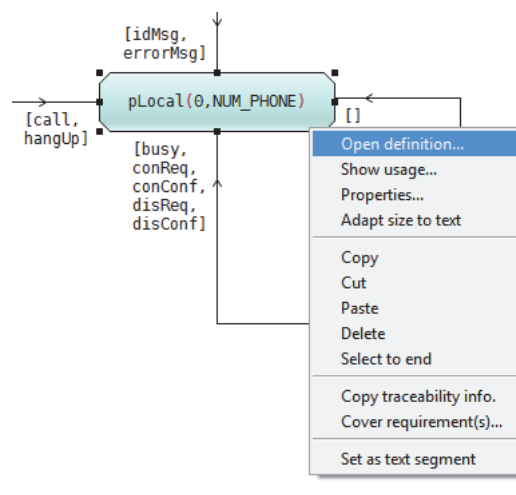 [idMsg,
errorMsg]
pLocal(0,NUM_PHONE)
[call,
hangUp]
[]
[busy,
conReq,
conConf,
disReq,
disConf]
Open definition...
Show usage...
Properties...
Adapt size to text
Copy
Cut
Paste
Delete
Select to end
Copy traceability info.
Cover requirement(s)...
Set as text segment